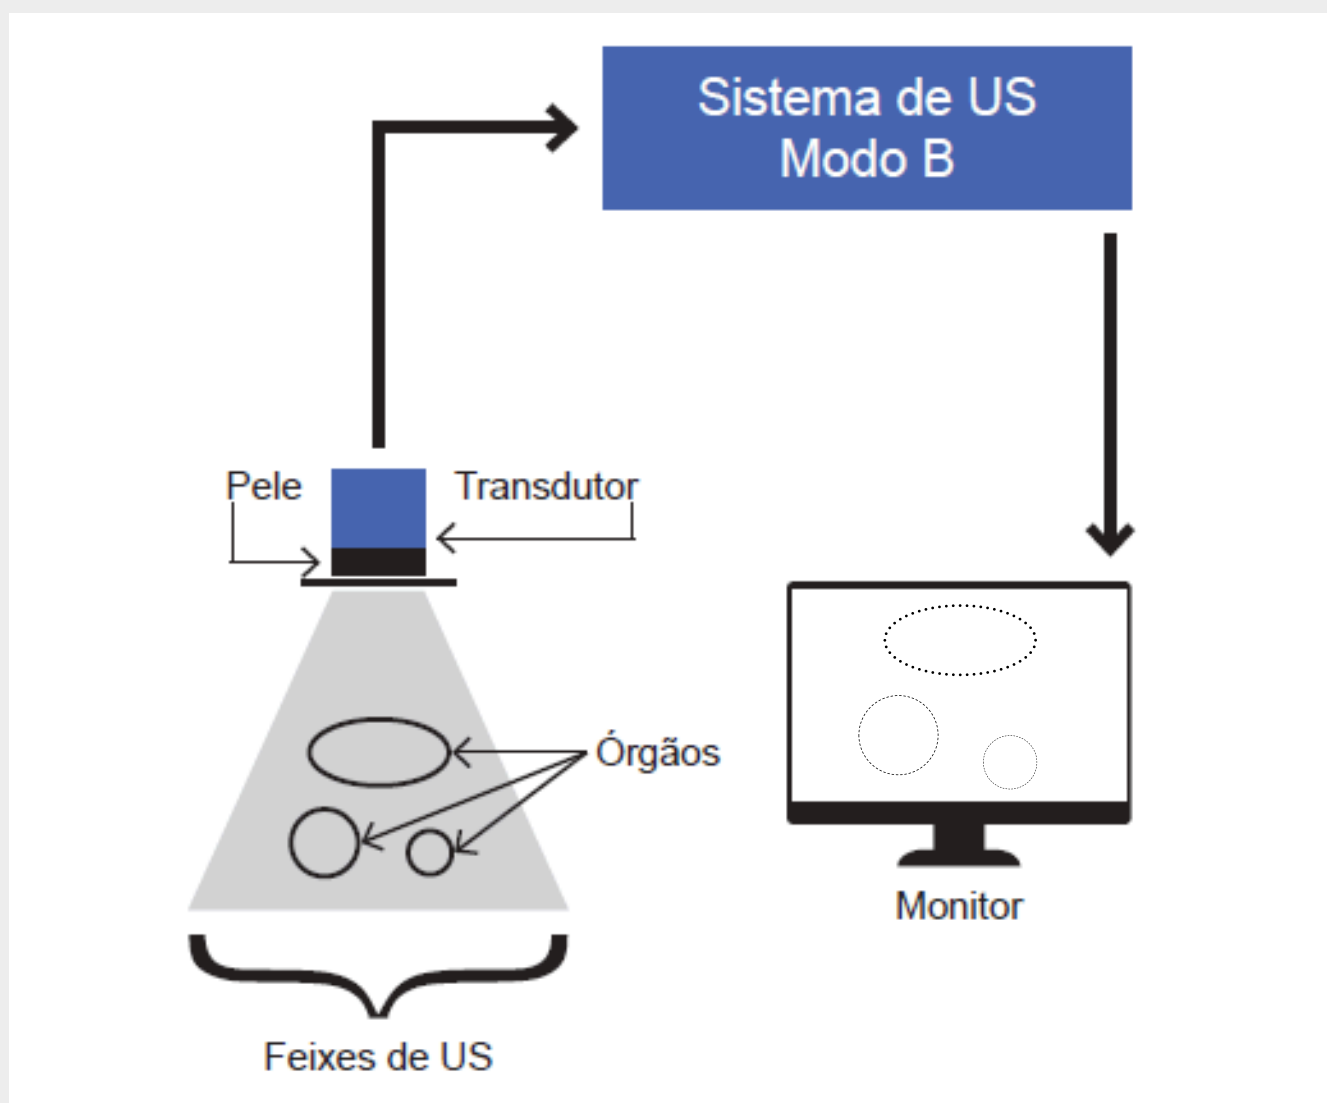 Sistema de US
Modo B
Pele
Transdutor
Órgãos
Monitor
Feixes de US